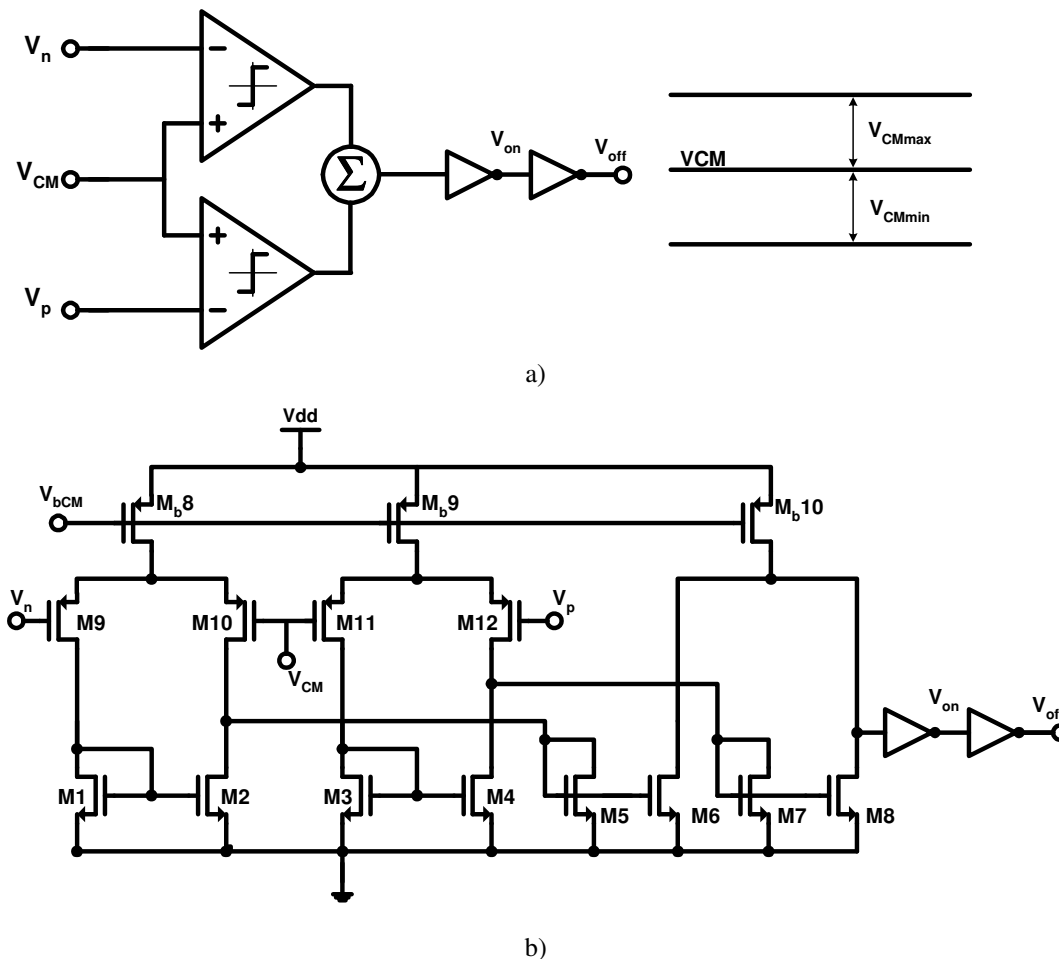 Vn
VCM
Vp
Σ
Von
Voff
VCM
VCMmax
VCMmin
a)
Vdd
VbCM
Mb8
Mb9
Mb10
Vn
M9
M10
M11
M12
Vp
VCM
Von
Vof
M1
M2
M3
M4
M5
M6
M7
M8
b)